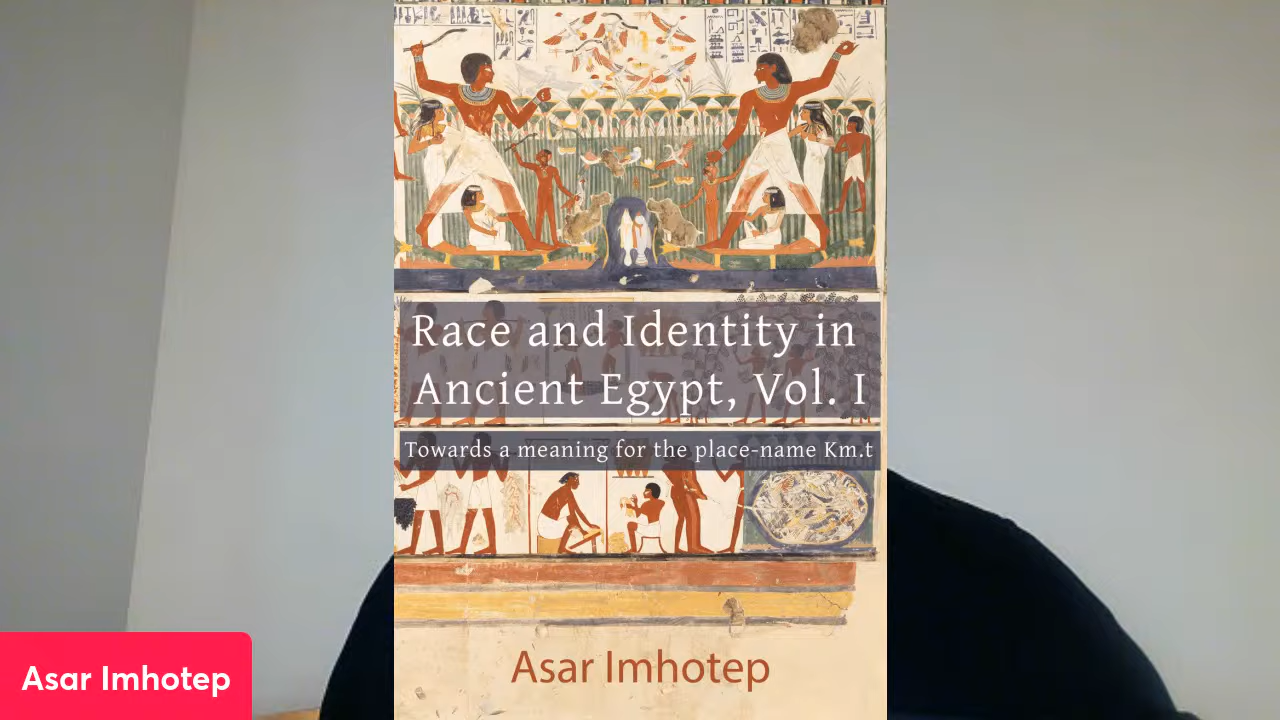 Race and Identity in
Ancient Egypt, Vol. I
Towards a meaning for the place-name Km.t
Asar Imhotep
Asar Imhotep